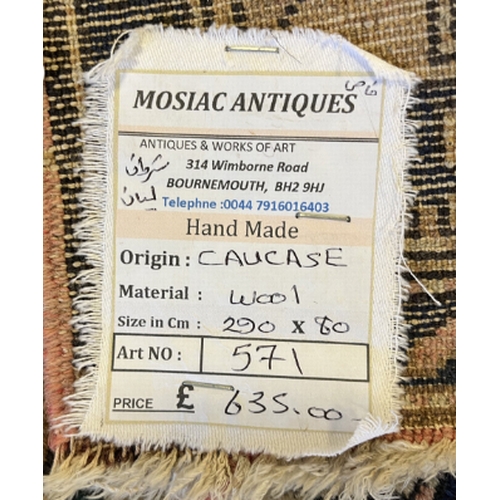 MOSIAC ANTIQUES
ANTIQUES & WORKS OF ART
314 Wimborne Road
BOURNEMOUTH, BH2 9HJ
Telephne :0044 7916016403
Hand Made
Origin : CAUCASE
Material : wool
Size in Cm : 290 x 80
Art NO : 571
PRICE £ 635.00